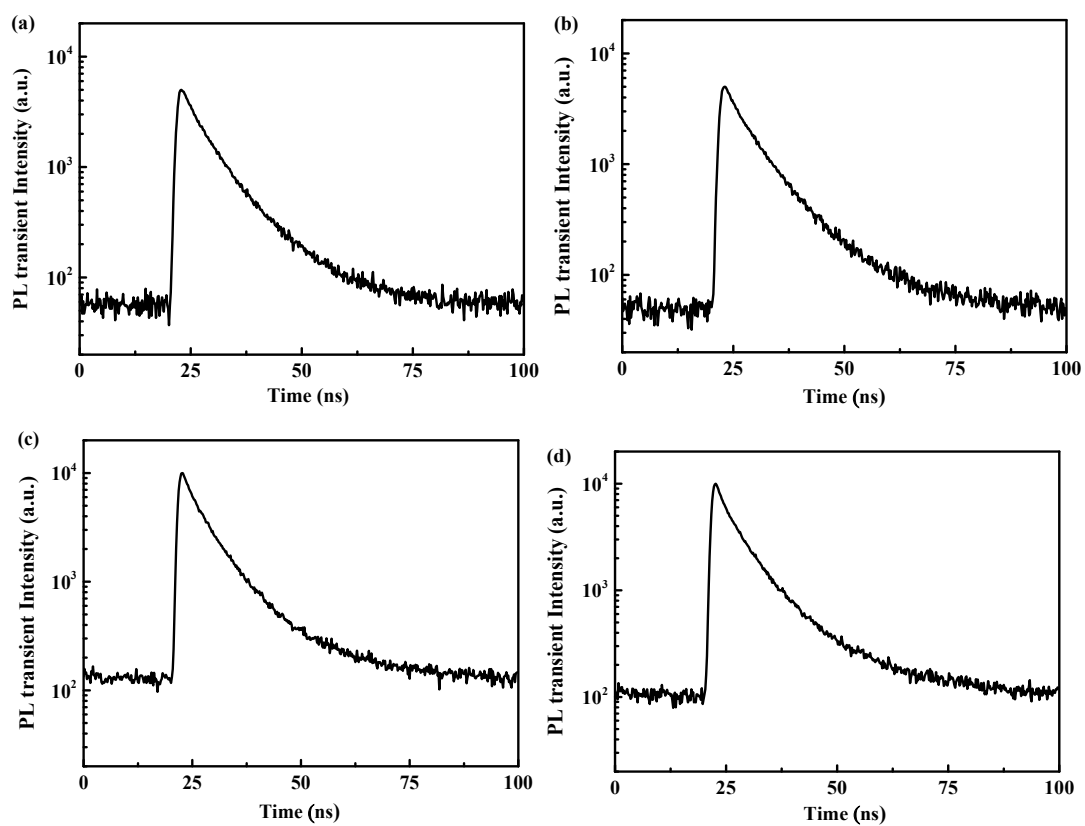 (a)
PL transient Intensity (a.u.)
10^4
10^3
10^2
0 25 50 75 100
Time (ns)
(b)
PL transient Intensity (a.u.)
10^4
10^3
10^2
0 25 50 75 100
Time (ns)
(c)
PL transient Intensity (a.u.)
10^4
10^3
10^2
0 25 50 75 100
Time (ns)
(d)
PL transient Intensity (a.u.)
10^4
10^3
10^2
0 25 50 75 100
Time (ns)